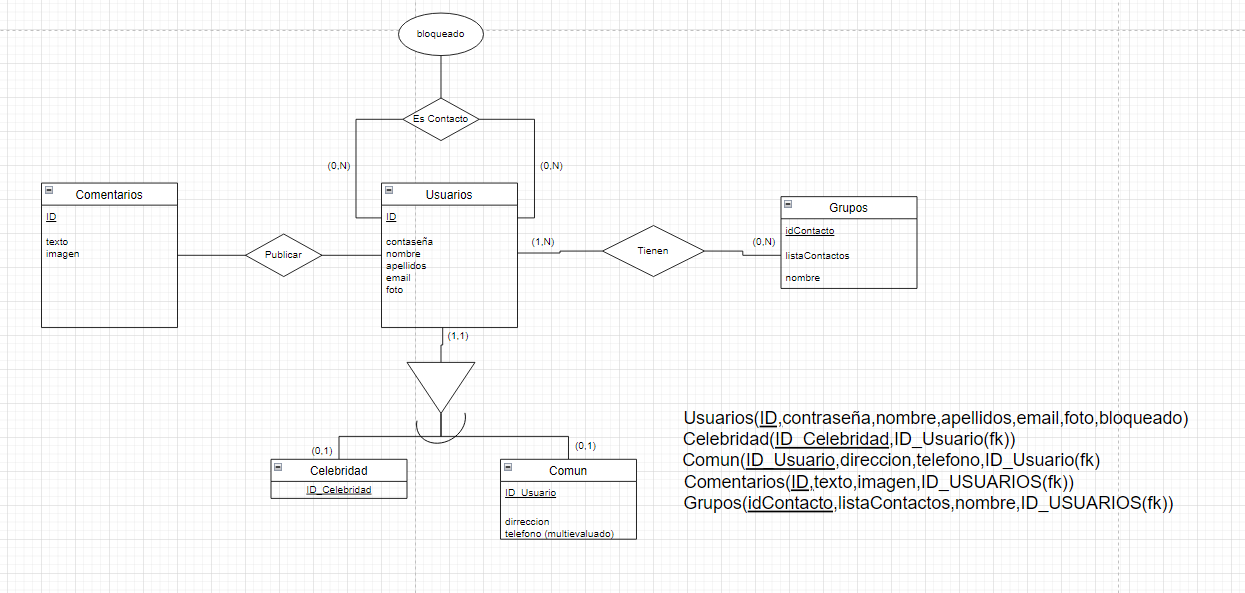 bloqueado
Es Contacto
(0,N)
(0,N)
Comentarios
ID
texto
imagen
Publicar
Usuarios
ID
contaseña
nombre
apellidos
email
foto
(1,N)
Tienen
(0,N)
Grupos
idContacto
listaContactos
nombre
(1,1)
(0,1)
(0,1)
Celebridad
ID_Celebridad
Comun
ID_Usuario
dirreccion
telefono (multievaluado)
Usuarios(ID,contraseña,nombre,apellidos,email,foto,bloqueado)
Celebridad(ID_Celebridad,ID_Usuario(fk))
Comun(ID_Usuario,direccion,telefono,ID_Usuario(fk)
Comentarios(ID,texto,imagen,ID_USUARIOS(fk))
Grupos(idContacto,listaContactos,nombre,ID_USUARIOS(fk))